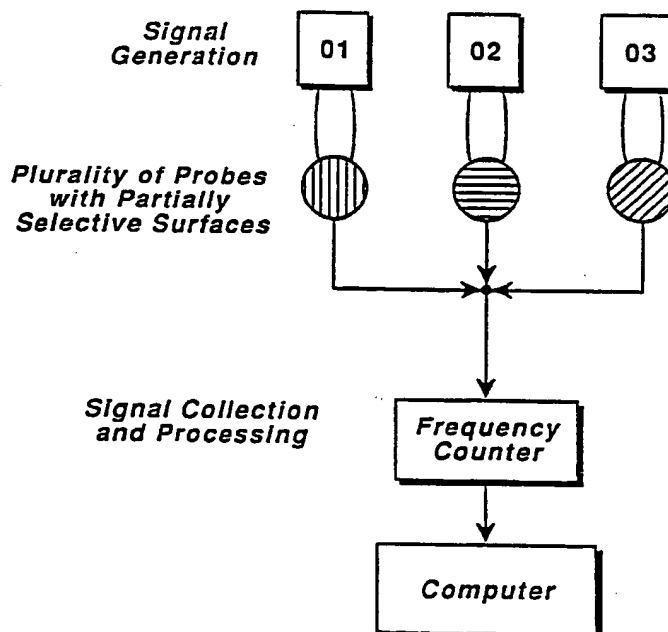 Signal
Generation
01
02
03
Plurality of Probes
with Partially
Selective Surfaces
Signal Collection
and Processing
Frequency
Counter
Computer